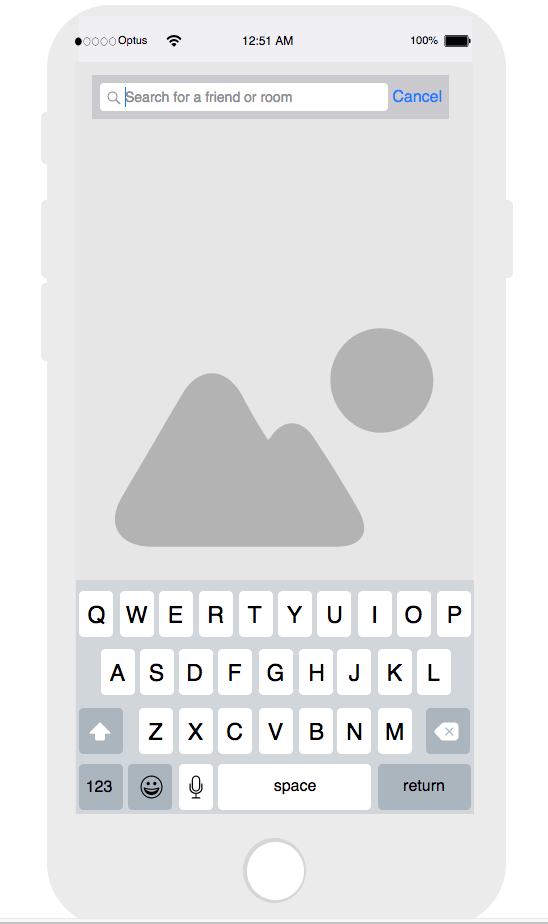 Optus 12:51 AM 100%
Search for a friend or room Cancel
Q W E R T Y U I O P
A S D F G H J K L
Z X C V B N M
123 space return